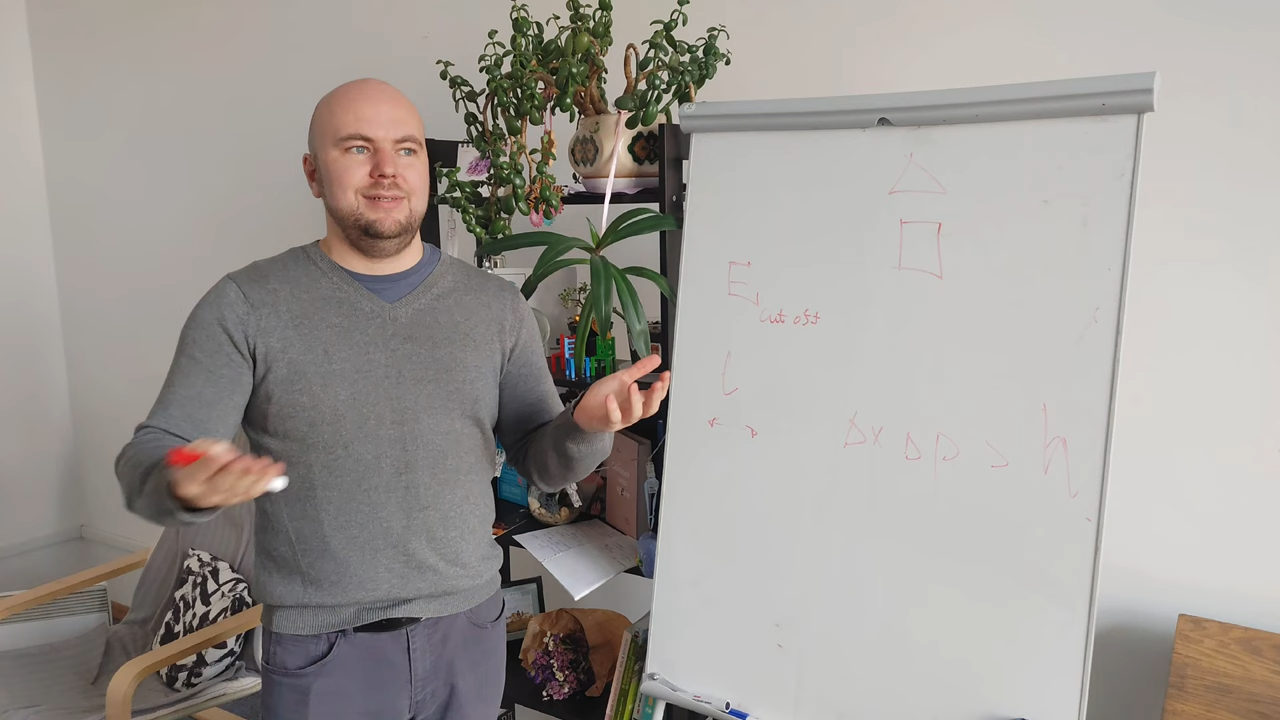 E cut off
l
Δx Δp > h